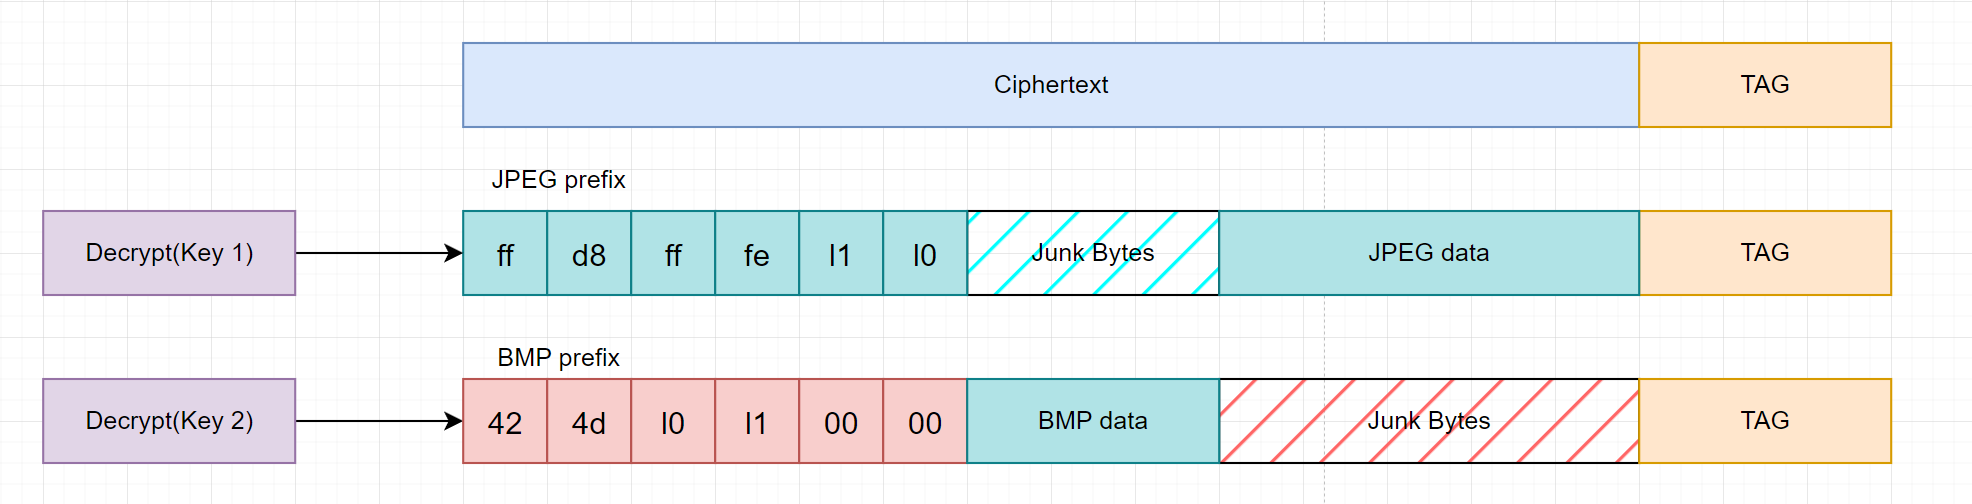 Ciphertext TAG
JPEG prefix
Decrypt(Key 1) ff d8 ff fe l1 l0 Junk Bytes JPEG data TAG
BMP prefix
Decrypt(Key 2) 42 4d l0 l1 00 00 BMP data Junk Bytes TAG